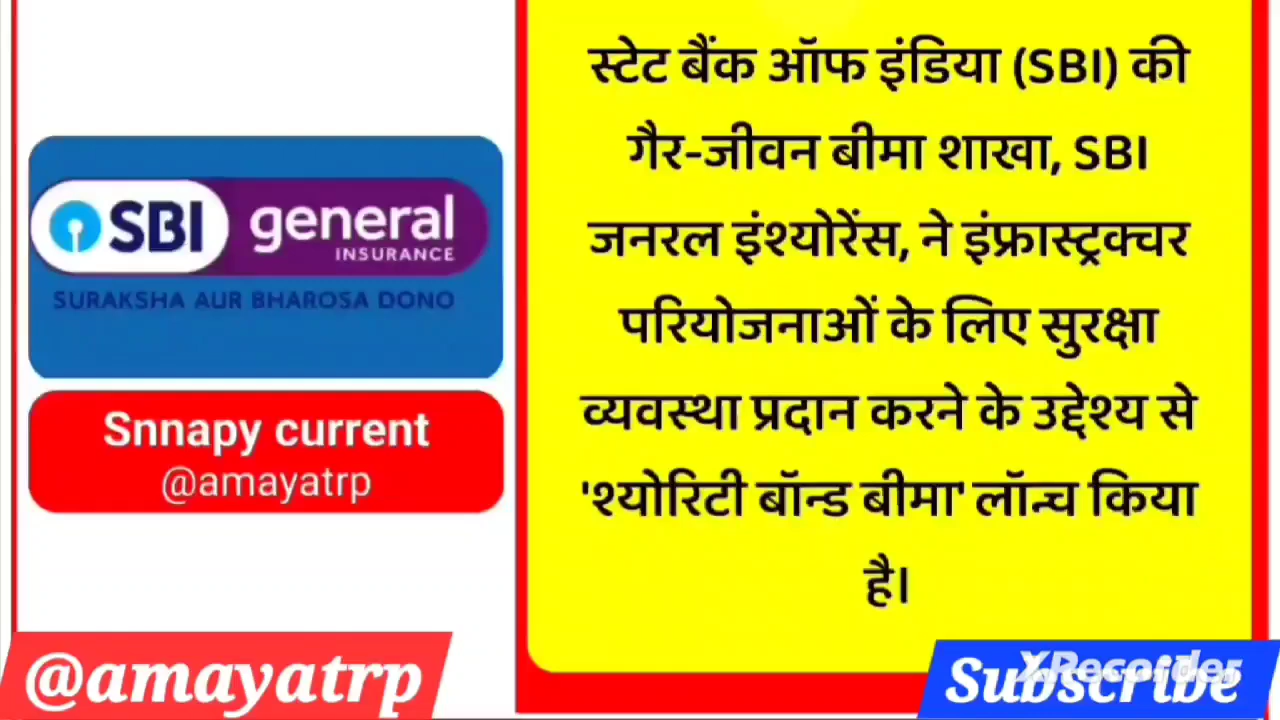 SBI general
INSURANCE
SURAKSHA AUR BHAROSA DONO
Snnapy current
@amayatrp
@amayatrp
स्टेट बैंक ऑफ इंडिया (SBI) की
गैर-जीवन बीमा शाखा, SBI
जनरल इंश्योरेंस, ने इंफ्रास्ट्रक्चर
परियोजनाओं के लिए सुरक्षा
व्यवस्था प्रदान करने के उद्देश्य से
'श्योरिटी बॉन्ड बीमा' लॉन्च किया
है।
Subscribe
XRecorder